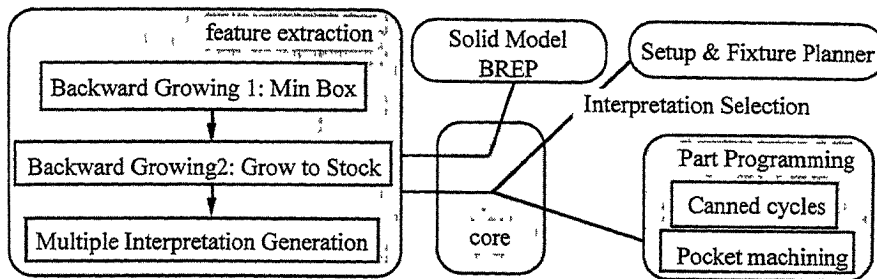 feature extraction
Backward Growing 1: Min Box
Backward Growing2: Grow to Stock
Multiple Interpretation Generation
Solid Model
BREP
core
Setup & Fixture Planner
Interpretation Selection
Part Programming
Canned cycles
Pocket machining